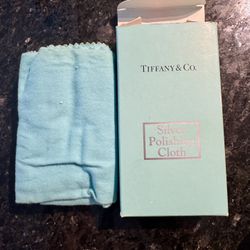 TIFFANY & CO.
Silver
Polishing
Cloth